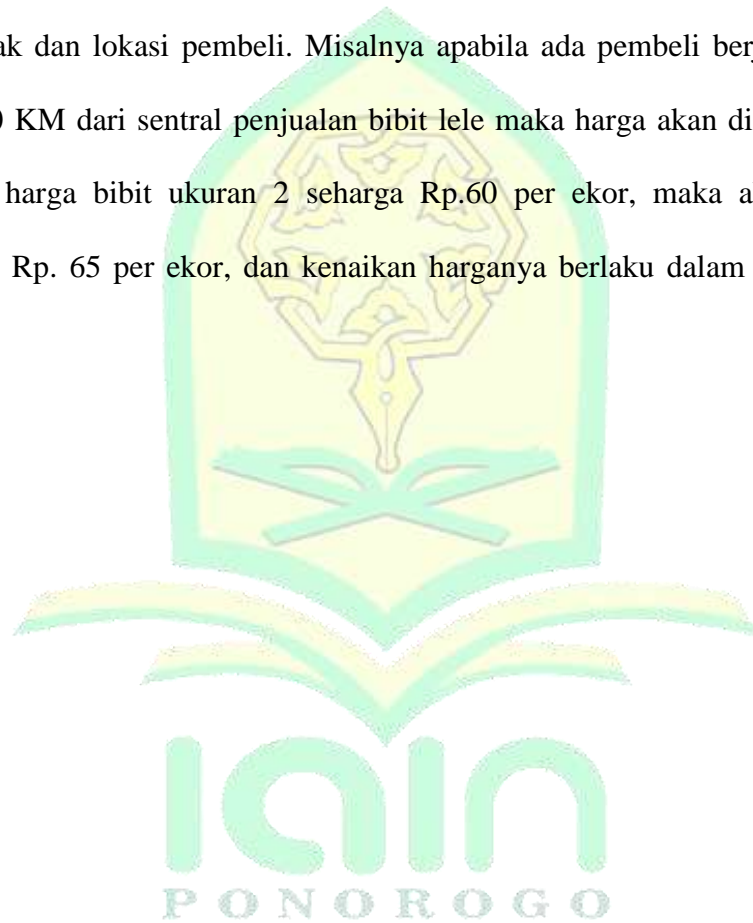 ak dan lokasi pembeli. Misalnya apabila ada pembeli ber
0 KM dari sentral penjualan bibit lele maka harga akan di
harga bibit ukuran 2 seharga Rp.60 per ekor, maka a
Rp. 65 per ekor, dan kenaikan harganya berlaku dalam
iain
PONOROGO